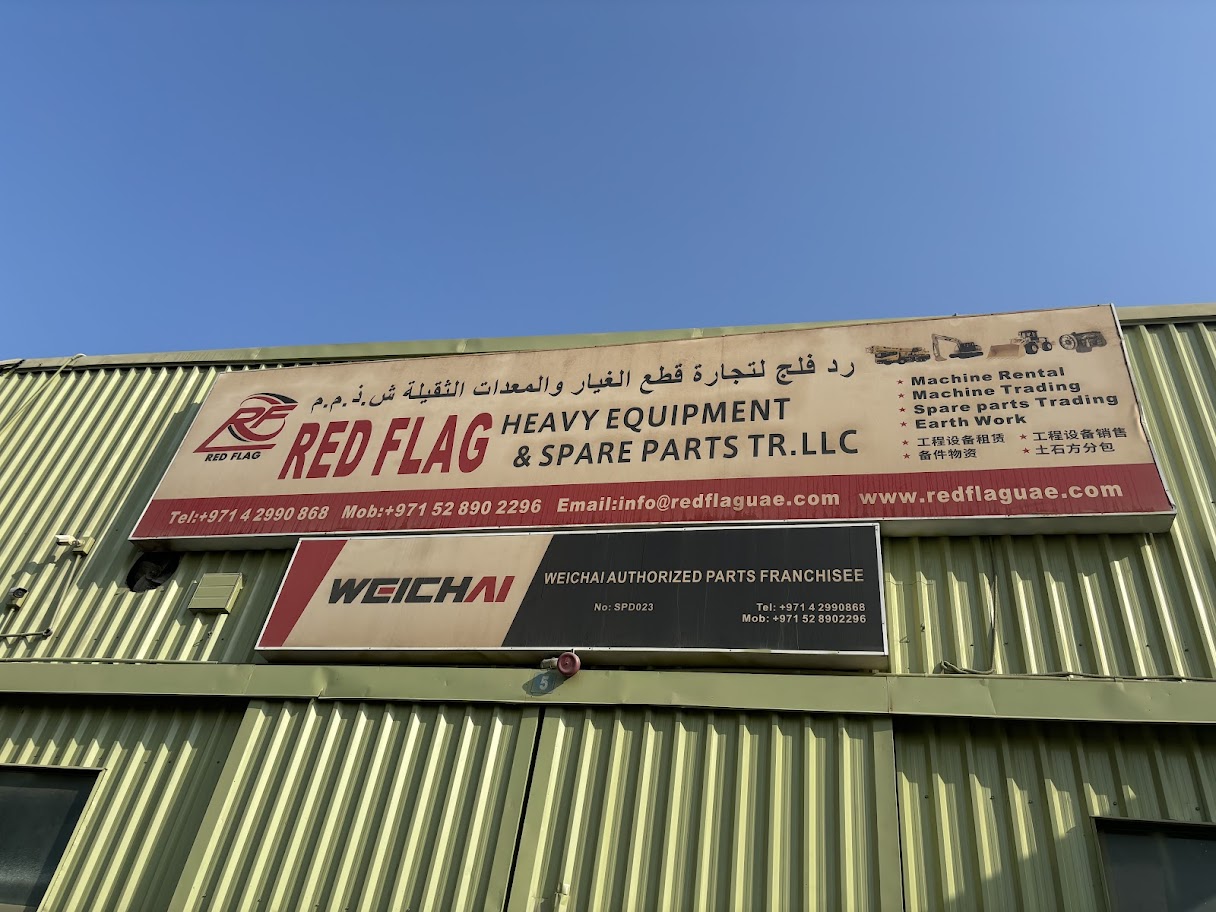 رد فلج لتجارة قطع الغيار والمعدات الثقيلة ش.ذ.م.م
RF
RED FLAG
RED FLAG HEAVY EQUIPMENT
& SPARE PARTS TR.LLC
★ Machine Rental
★ Machine Trading
★ Spare parts Trading
★ Earth Work
★ 工程设备租赁 ★ 工程设备销售
★ 备件物资 ★ 土石方分包
Tel:+971 4 2990 868 Mob:+971 52 890 2296 Email:info@redflaguae.com www.redflaguae.com
WEICHAI
WEICHAI AUTHORIZED PARTS FRANCHISEE
No: SPD023
Tel: +971 4 2990868
Mob: +971 52 8902296
5